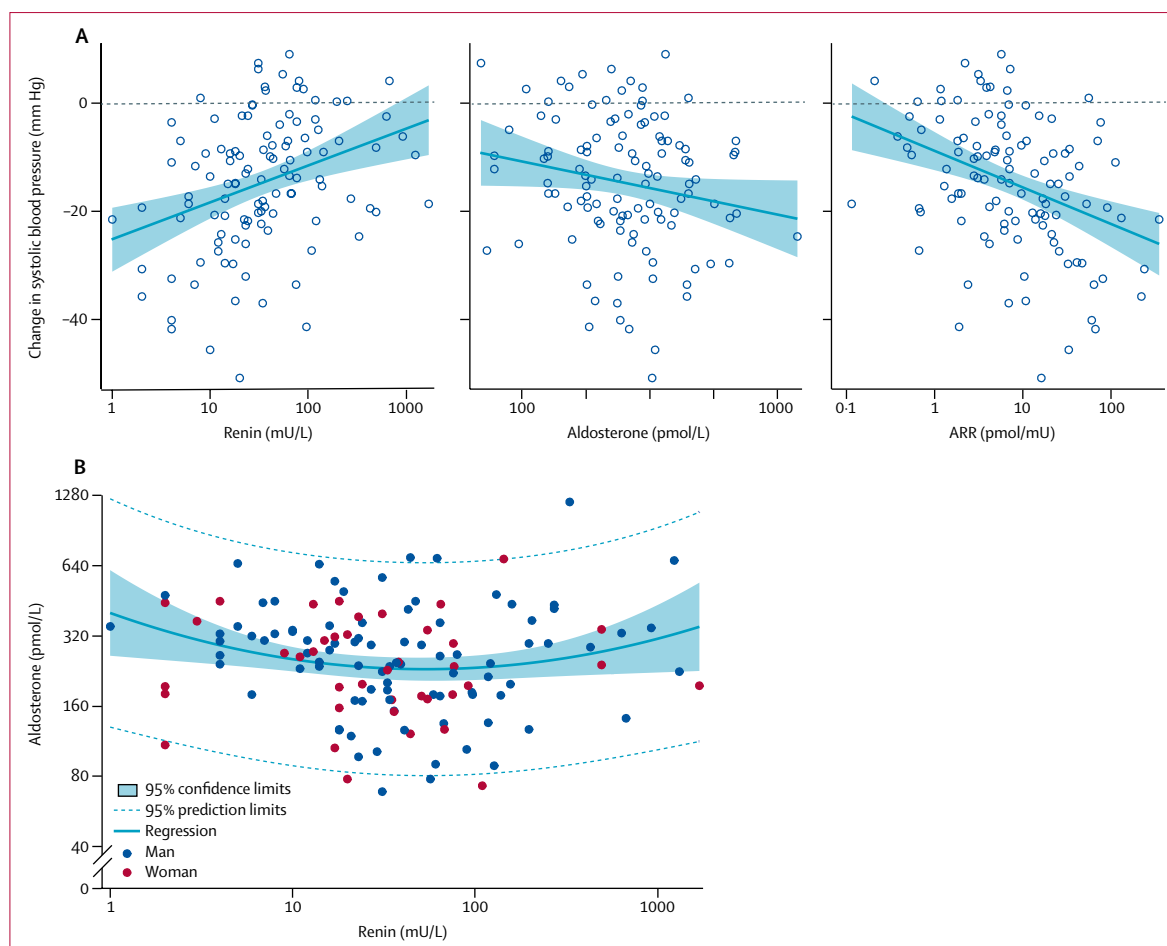 A
Change in systolic blood pressure (mm Hg)
0
−20
−40
1
10
100
1000
Renin (mU/L)
100
1000
Aldosterone (pmol/L)
0·1
1
10
100
ARR (pmol/mU)
B
Aldosterone (pmol/L)
1280
640
320
160
80
40
0
95% confidence limits
95% prediction limits
Regression
Man
Woman
1
10
100
1000
Renin (mU/L)